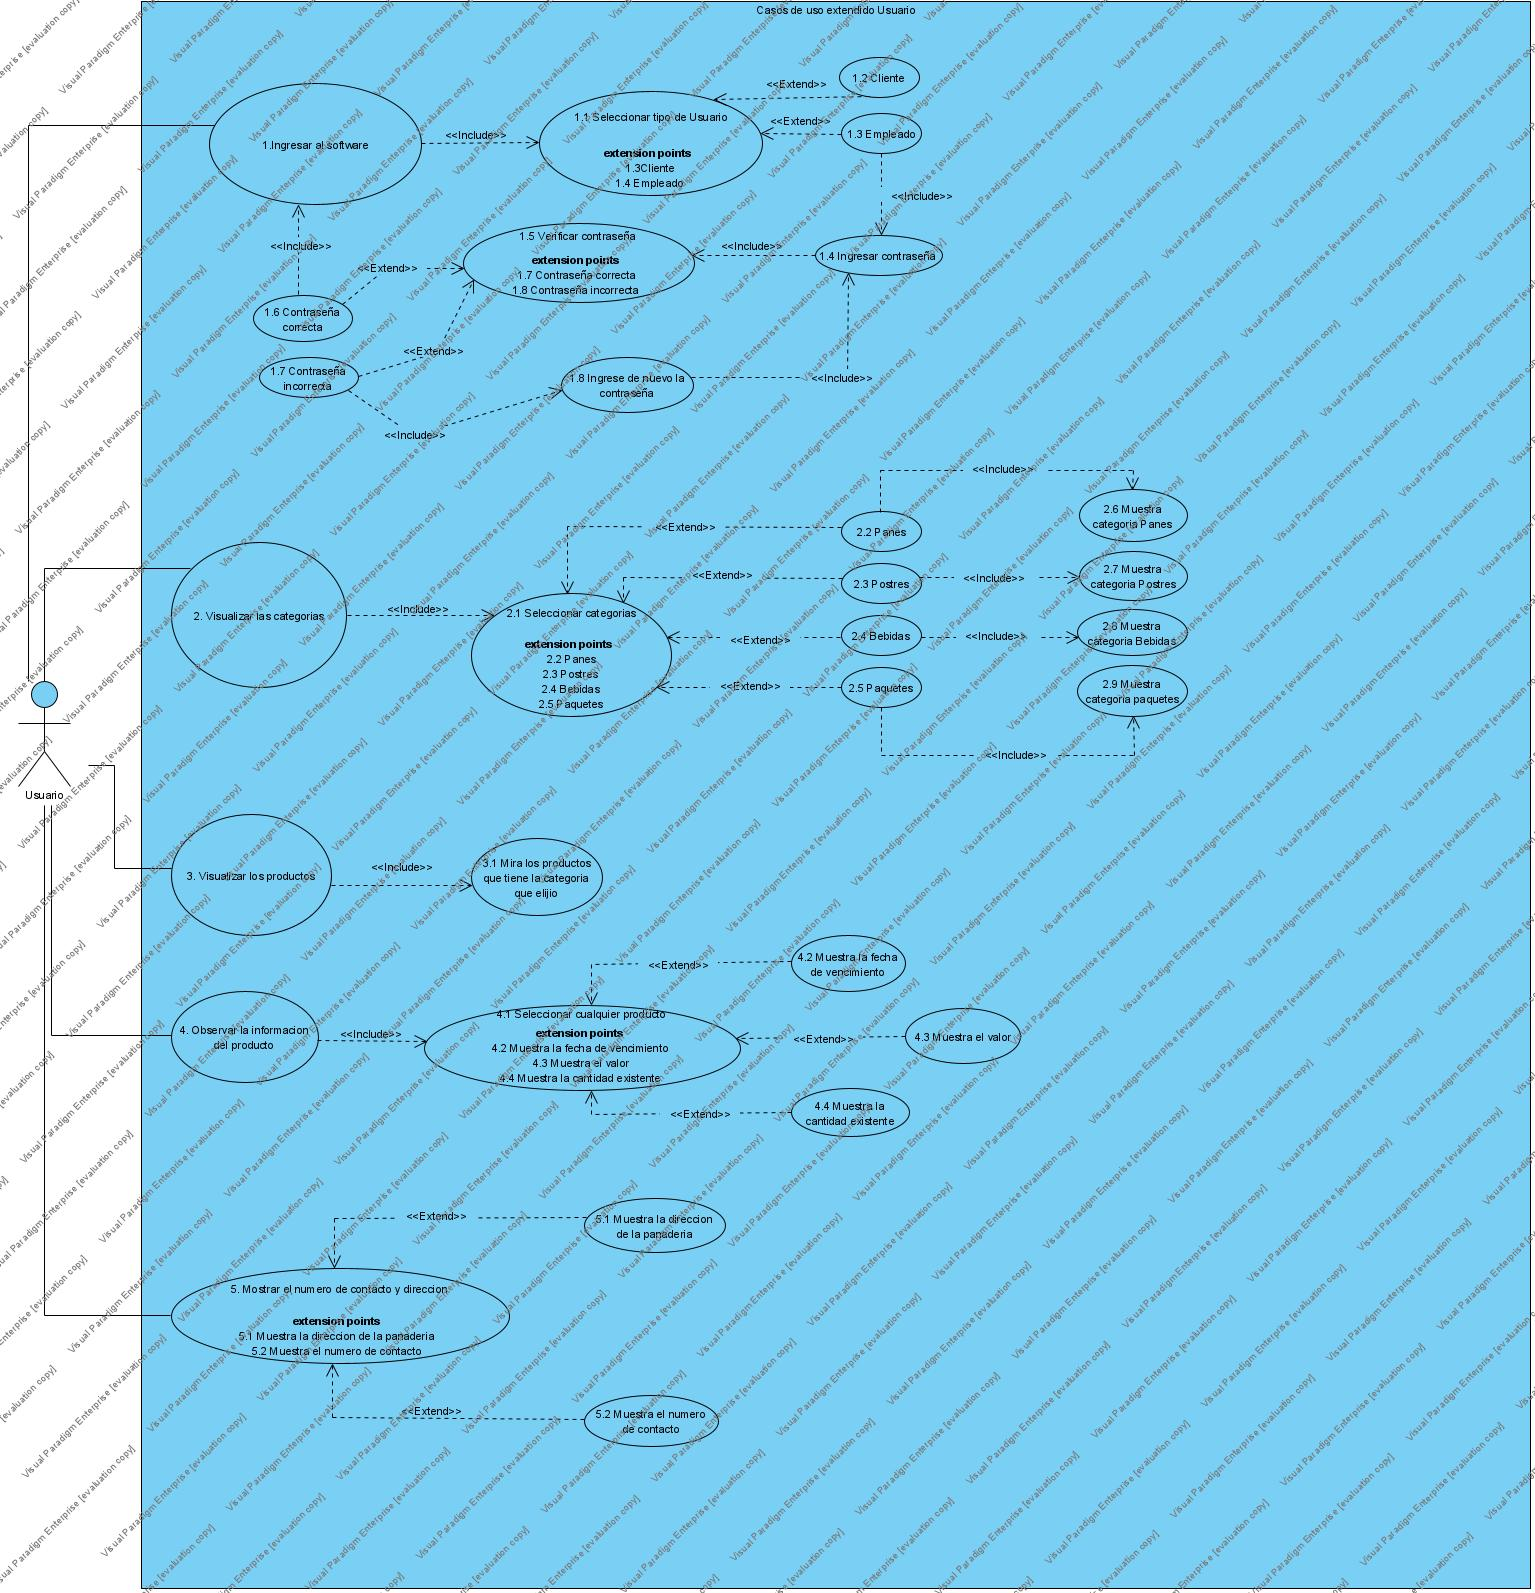 Casos de uso extendido Usuario
1.Ingresar al software
<<Include>>
1.1 Seleccionar tipo de Usuario
extension points
1.3Cliente
1.4 Empleado
<<Extend>>
1.2 Cliente
<<Extend>>
1.3 Empleado
<<Include>>
1.4 Ingresar contraseña
<<Include>>
1.5 Verificar contraseña
extension points
1.7 Contraseña correcta
1.8 Contraseña incorrecta
<<Include>>
<<Extend>>
1.6 Contraseña
correcta
<<Extend>>
1.7 Contraseña
incorrecta
<<Include>>
1.8 Ingrese de nuevo la
contraseña
<<Include>>
2. Visualizar las categorias
<<Include>>
2.1 Seleccionar categorias
extension points
2.2 Panes
2.3 Postres
2.4 Bebidas
2.5 Paquetes
<<Extend>>
2.2 Panes
<<Include>>
2.6 Muestra
categoria Panes
<<Extend>>
2.3 Postres
<<Include>>
2.7 Muestra
categoria Postres
<<Extend>>
2.4 Bebidas
<<Include>>
2.8 Muestra
categoria Bebidas
<<Extend>>
2.5 Paquetes
<<Include>>
2.9 Muestra
categoria paquetes
Usuario
3. Visualizar los productos
<<Include>>
3.1 Mira los productos
que tiene la categoria
que elijio
4. Observar la informacion
del producto
<<Include>>
4.1 Seleccionar cualquier producto
extension points
4.2 Muestra la fecha de vencimiento
4.3 Muestra el valor
4.4 Muestra la cantidad existente
<<Extend>>
4.2 Muestra la fecha
de vencimiento
<<Extend>>
4.3 Muestra el valor
<<Extend>>
4.4 Muestra la
cantidad existente
<<Extend>>
5.1 Muestra la direccion
de la panaderia
5. Mostrar el numero de contacto y direccion
extension points
5.1 Muestra la direccion de la panaderia
5.2 Muestra el numero de contacto
<<Extend>>
5.2 Muestra el numero
de contacto
Visual Paradigm Enterprise [evaluation copy]